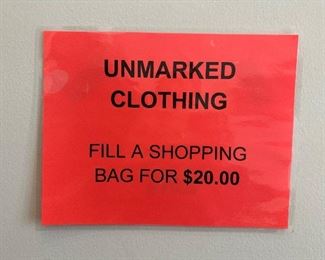 UNMARKED
CLOTHING
FILL A SHOPPING
BAG FOR $20.00